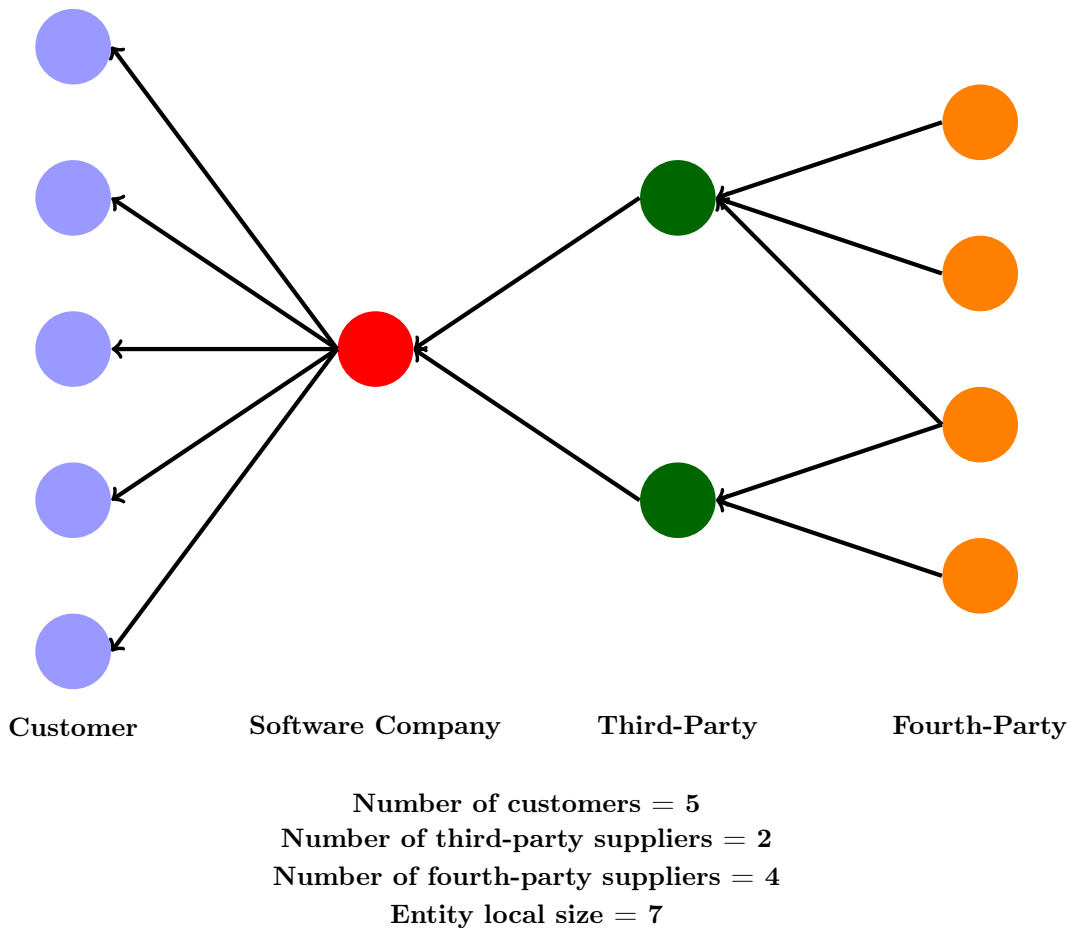 Customer
Software Company
Third-Party
Fourth-Party
Number of customers = 5
Number of third-party suppliers = 2
Number of fourth-party suppliers = 4
Entity local size = 7